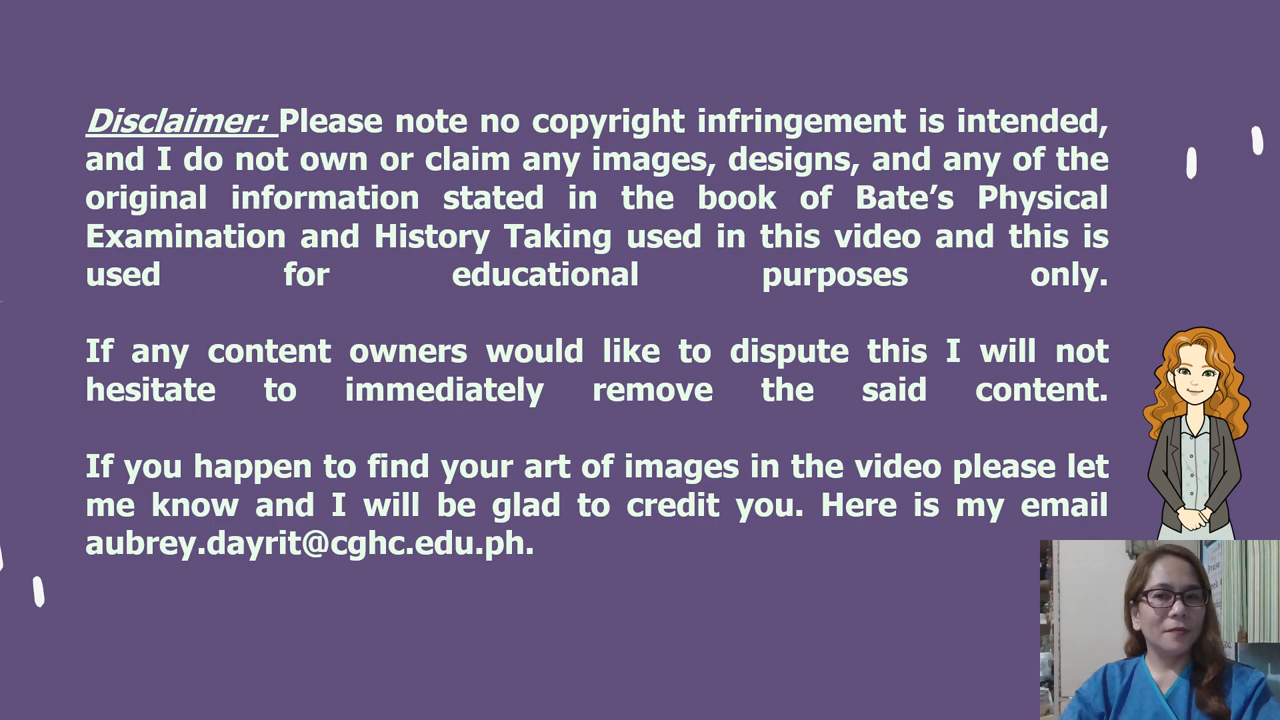 Disclaimer: Please note no copyright infringement is intended,
and I do not own or claim any images, designs, and any of the
original information stated in the book of Bate’s Physical
Examination and History Taking used in this video and this is
used for educational purposes only.
If any content owners would like to dispute this I will not
hesitate to immediately remove the said content.
If you happen to find your art of images in the video please let
me know and I will be glad to credit you. Here is my email
aubrey.dayrit@cghc.edu.ph.